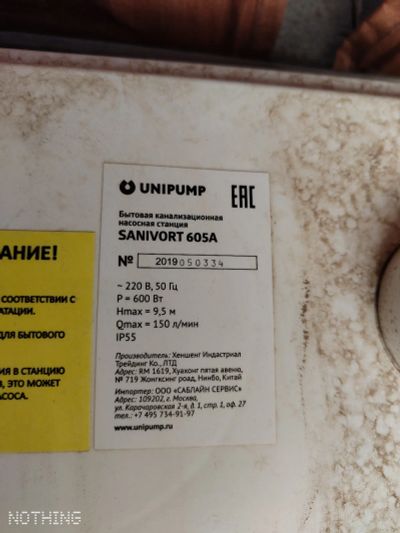 UNIPUMP
EAC
Бытовая канализационная
насосная станция
SANIVORT 605A
№ 2019050334
~ 220 В, 50 Гц
P = 600 Вт
Hmax = 9,5 м
Qmax = 150 л/мин
IP55
Производитель: Хеншенг Индастриал
Трейдинг Ко., ЛТД
Адрес: RM 1619, Хуаконг пятая авеню,
№ 719 Жонгксинг роад, Нинбо, Китай
Импортер: ООО «САБЛАЙН СЕРВИС»
Адрес: 109202, г. Москва,
ул. Карачаровская 2-я, д.1, стр. 1, оф. 27
тел.: +7 495 734-91-97
www.unipump.ru
АНИЕ!
СООТВЕТСТВИИ С
АТАЦИИ.
ДЛЯ БЫТОВОГО
ИЯ В СТАНЦИЮ
, ЭТО МОЖЕТ
АСОСА.
NOTHING